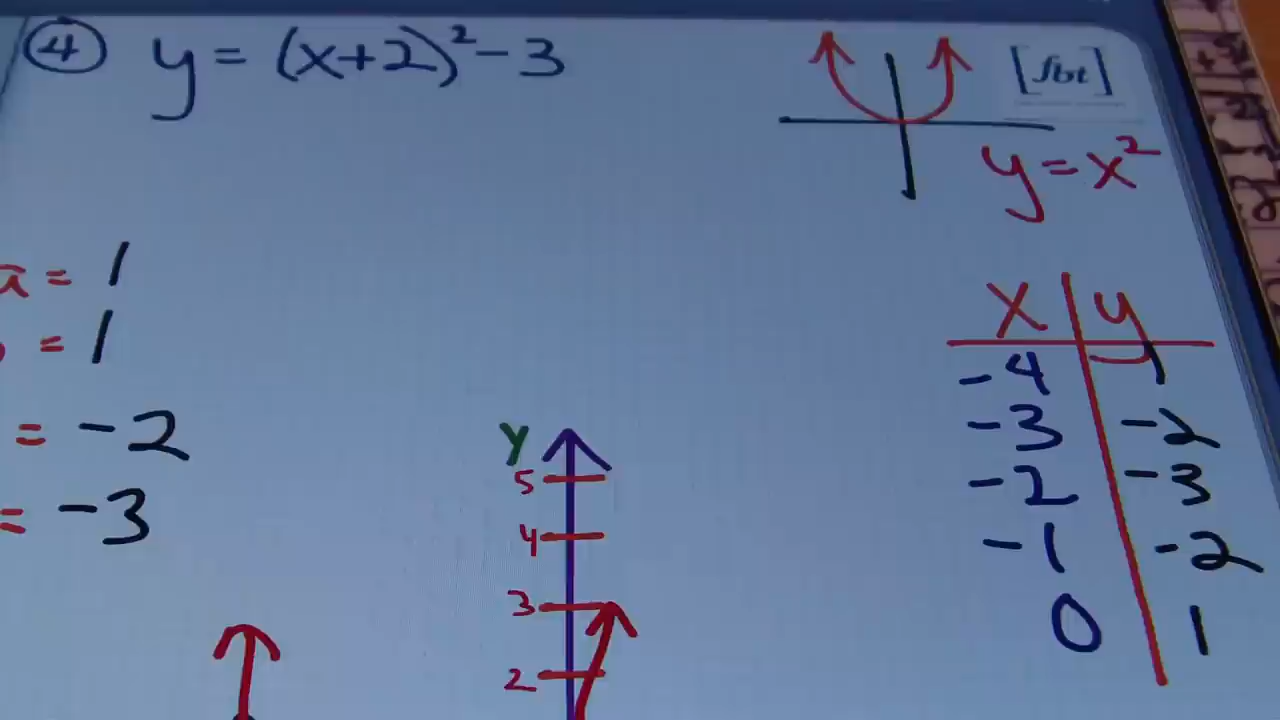 ④ y = (x+2)² - 3
[fbt]
y = x²
a = 1
= 1
= -2
= -3
x y
-4 1
-3 -2
-2 -3
-1 -2
0 1
y
5
4
3
2